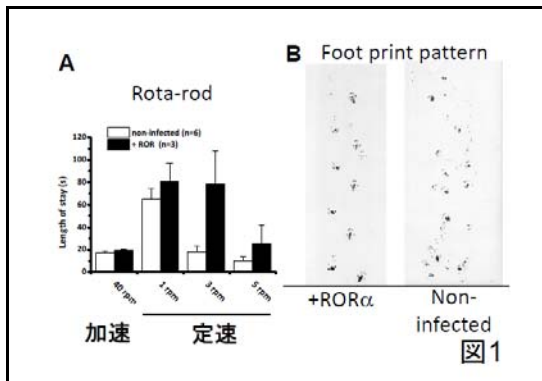 A
Rota-rod
non-infected (n=6)
+ ROR (n=3)
Length of stay (s)
120
100
80
60
40
20
0
40 rpm
1 rpm
3 rpm
5 rpm
加速
定速
B
Foot print pattern
+RORα
Non-
infected
図1